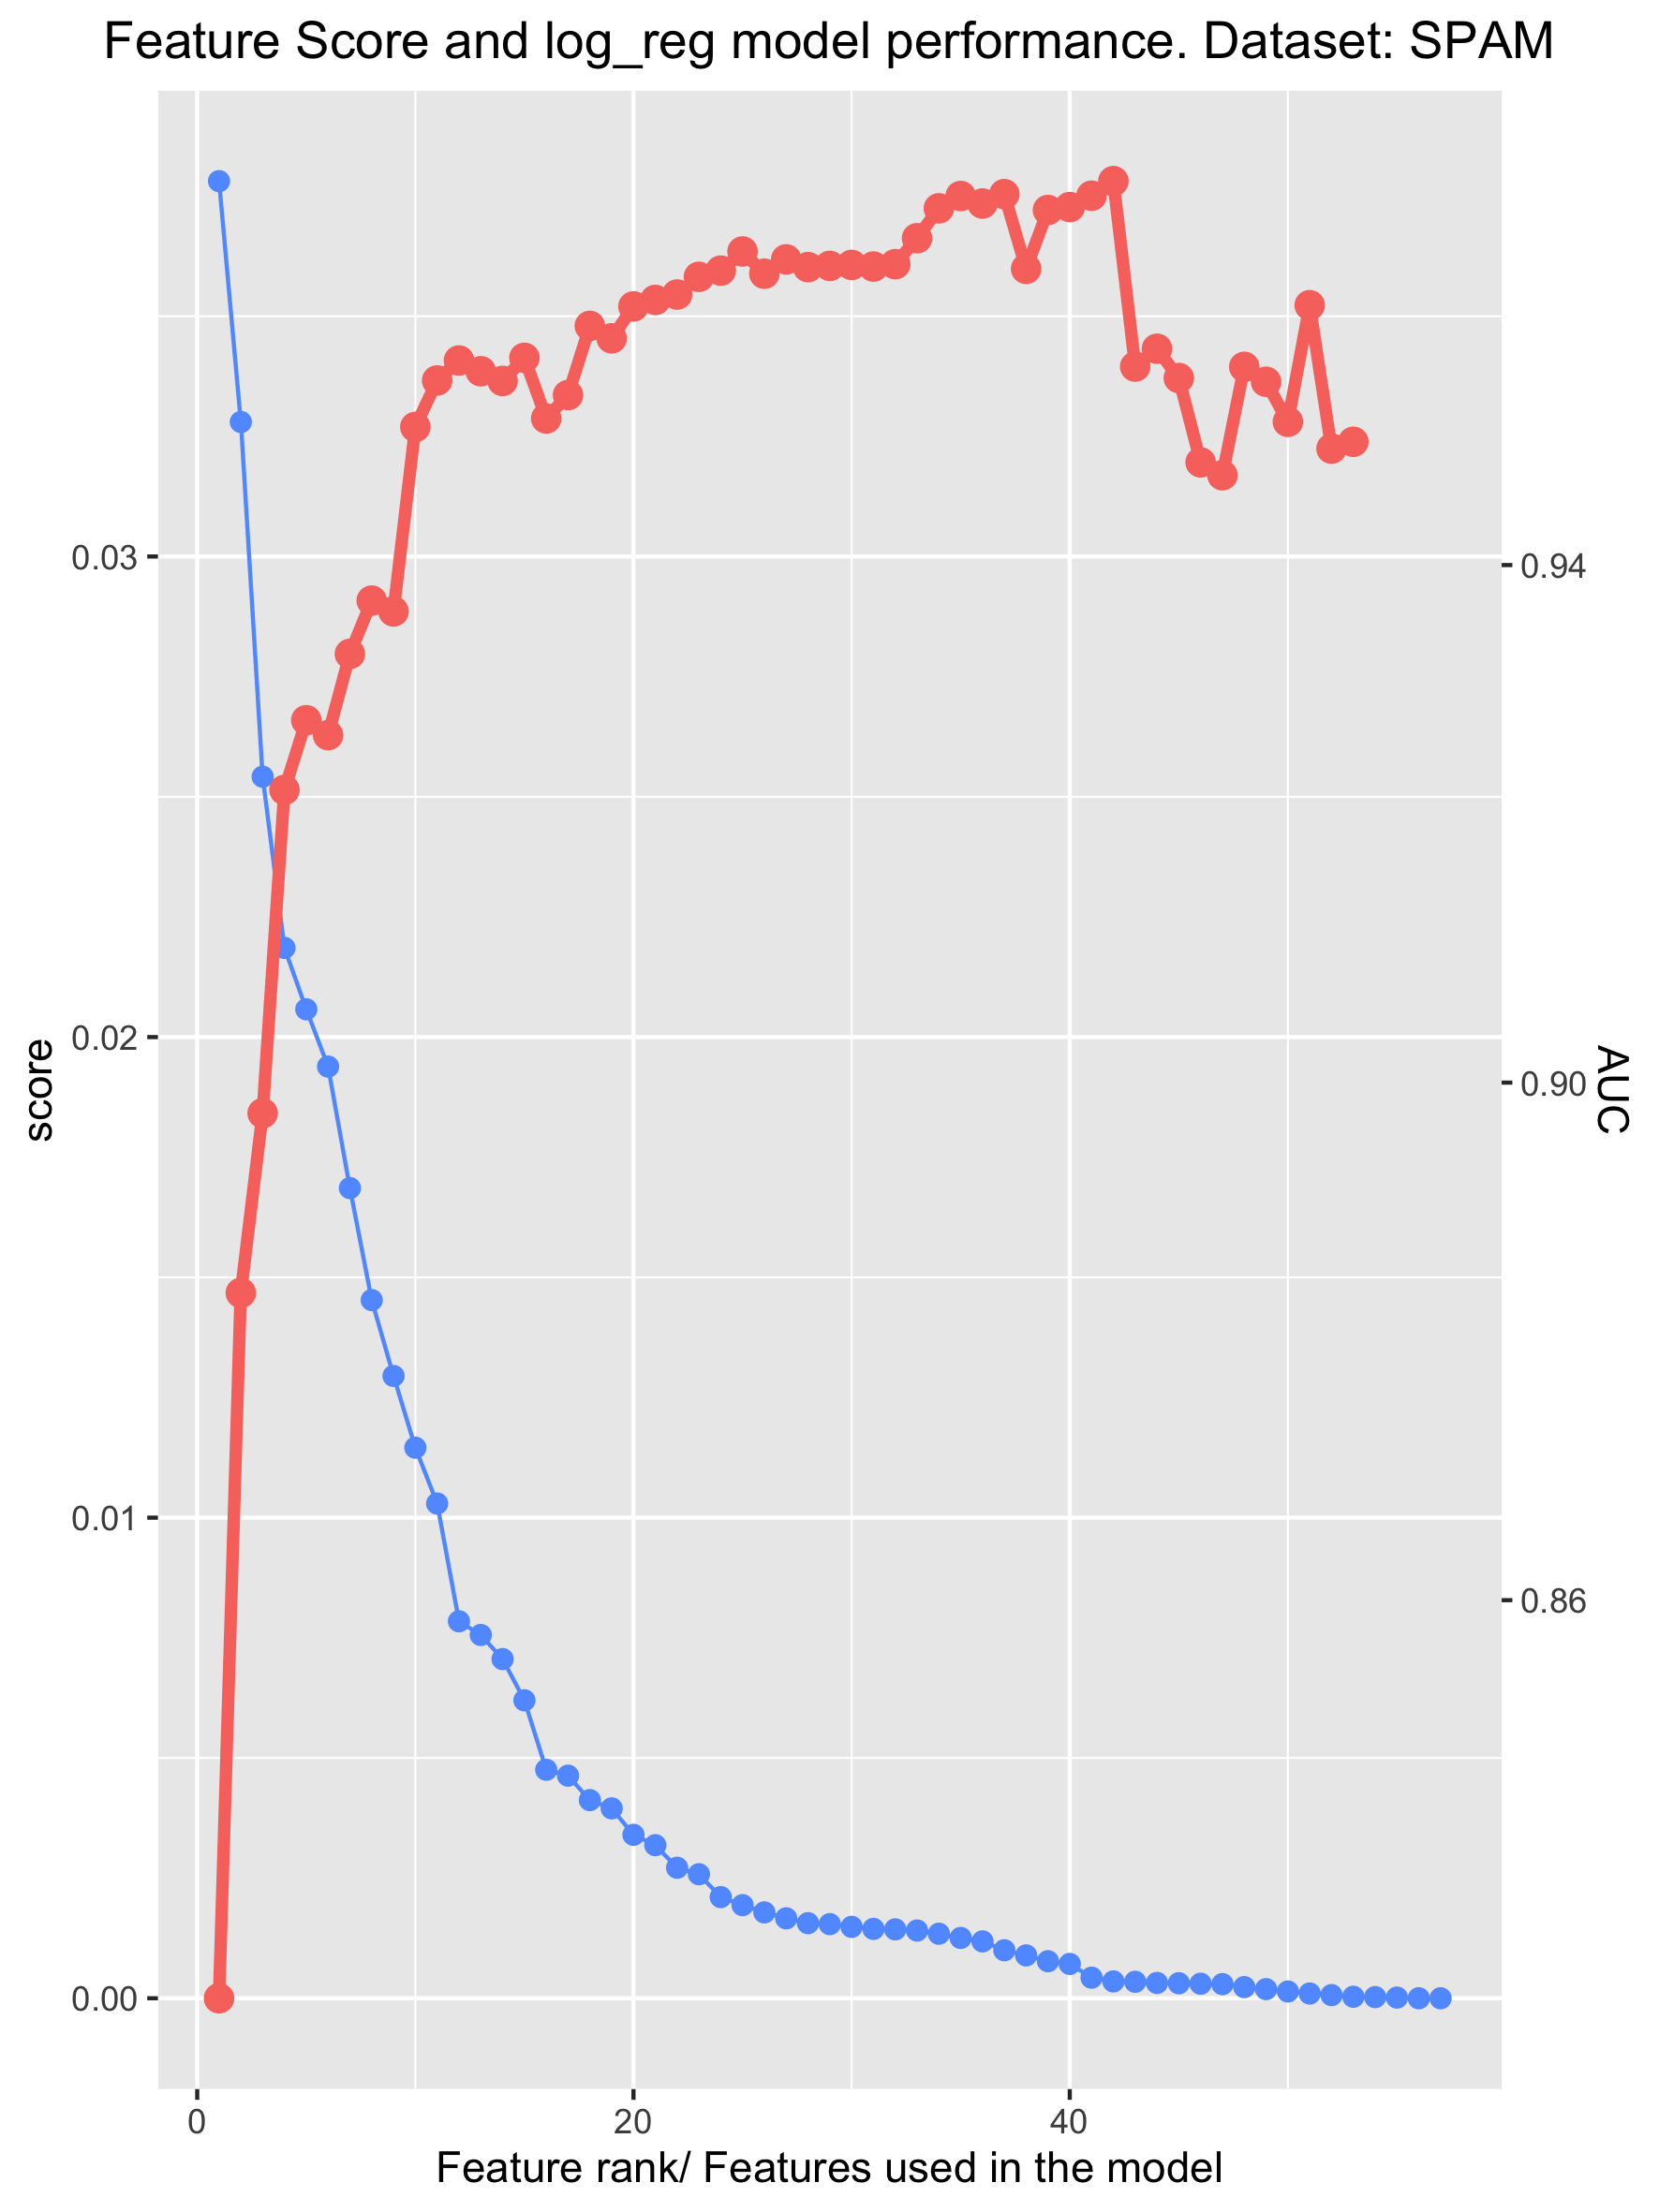 Feature Score and log_reg model performance. Dataset: SPAM
0.03
0.02
0.01
0.00
score
0.94
0.90
0.86
AUC
0
20
40
Feature rank/ Features used in the model